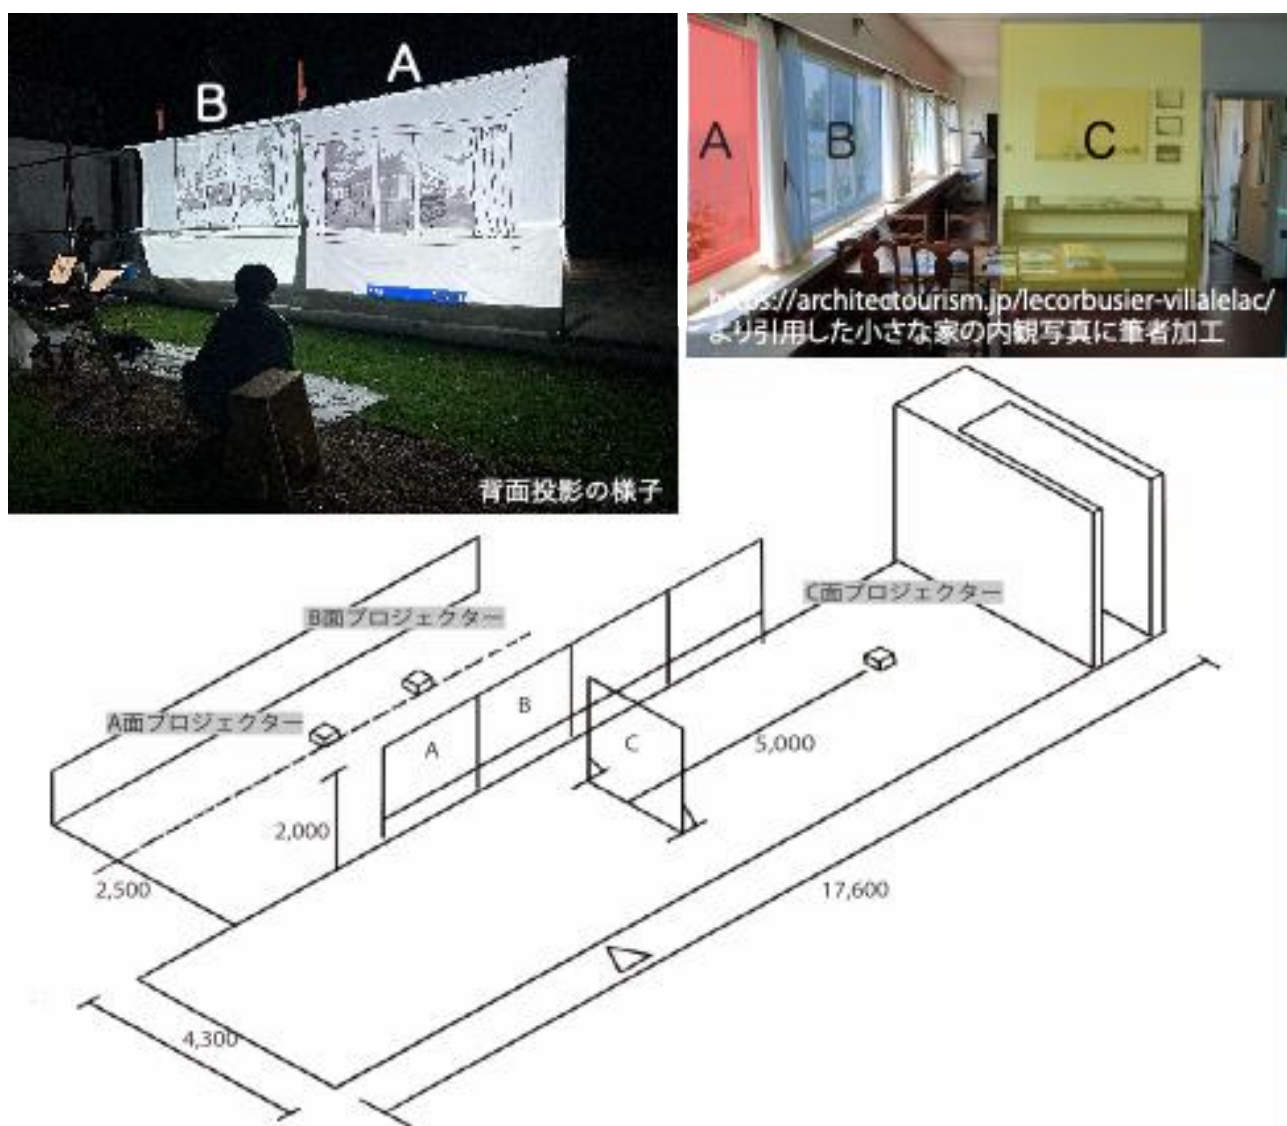 B
A
背面投影の様子
A
B
C
https://architectourism.jp/lecorbusier-villalelac/
より引用した小さな家の内観写真に筆者加工
B面プロジェクター
C面プロジェクター
A面プロジェクター
A
B
C
5,000
2,000
2,500
17,600
4,300